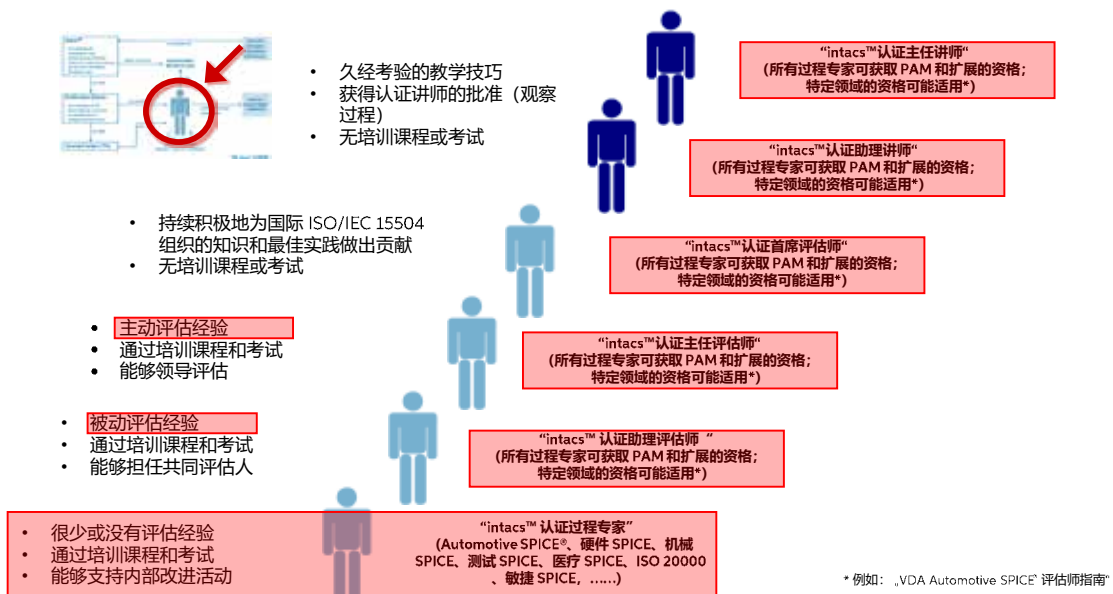 • 久经考验的教学技巧
• 获得认证讲师的批准（观察
过程）
• 无培训课程或考试
“intacs™认证主任讲师“
(所有过程专家可获取 PAM 和扩展的资格；
特定领域的资格可能适用*)
“intacs™认证助理讲师“
(所有过程专家可获取 PAM 和扩展的资格；
特定领域的资格可能适用*)
• 持续积极地为国际 ISO/IEC 15504
组织的知识和最佳实践做出贡献
• 无培训课程或考试
“intacs™认证首席评估师“
(所有过程专家可获取 PAM 和扩展的资格；
特定领域的资格可能适用*)
• 主动评估经验
• 通过培训课程和考试
• 能够领导评估
“intacs™认证主任评估师“
(所有过程专家可获取 PAM 和扩展的资格；
特定领域的资格可能适用*)
• 被动评估经验
• 通过培训课程和考试
• 能够担任共同评估人
“intacs™ 认证助理评估师 “
(所有过程专家可获取 PAM 和扩展的资格；
特定领域的资格可能适用*)
• 很少或没有评估经验
• 通过培训课程和考试
• 能够支持内部改进活动
“intacs™ 认证过程专家”
(Automotive SPICE®、硬件 SPICE、机械
SPICE、测试 SPICE、医疗 SPICE、ISO 20000
、敏捷 SPICE，……)
* 例如： „VDA Automotive SPICE` 评估师指南“